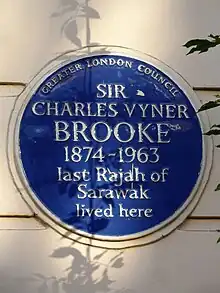 GREATER LONDON COUNCIL
SIR
CHARLES VYNER
BROOKE
1874-1963
last Rajah of
Sarawak
lived here